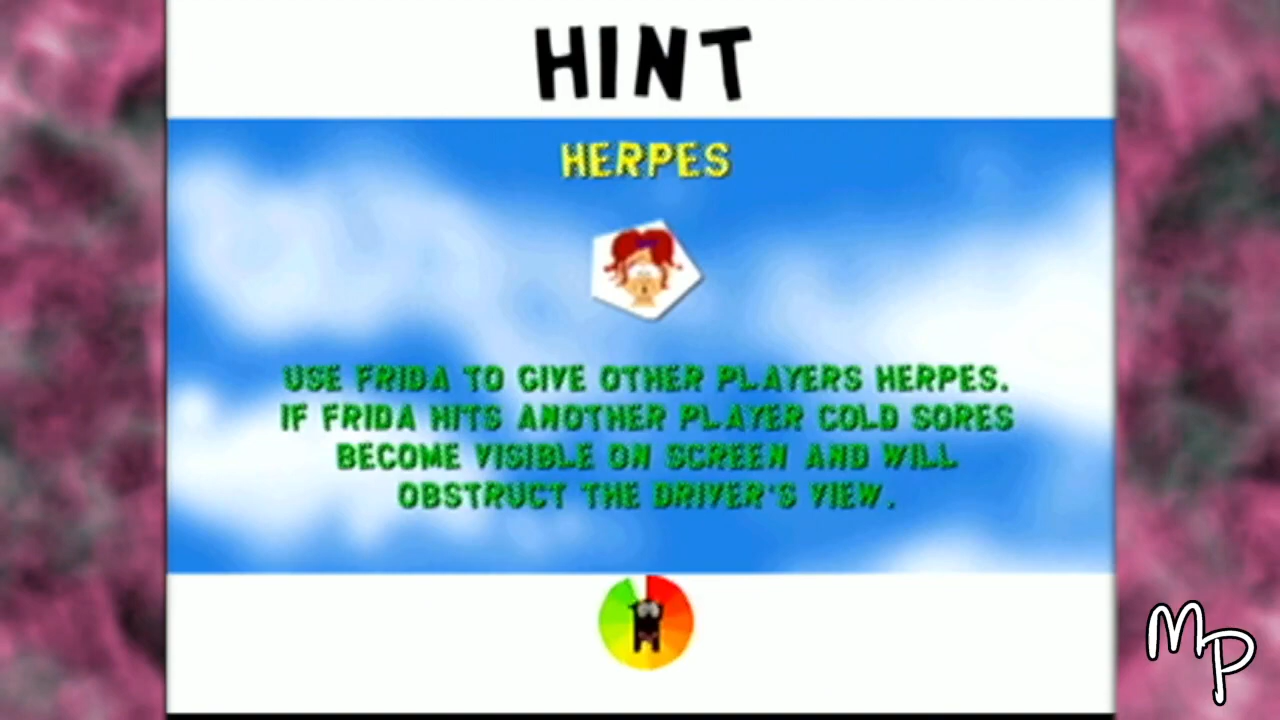 HINT
HERPES
USE FRIDA TO GIVE OTHER PLAYERS HERPES.
IF FRIDA HITS ANOTHER PLAYER COLD SORES
BECOME VISIBLE ON SCREEN AND WILL
OBSTRUCT THE DRIVER'S VIEW.
MP